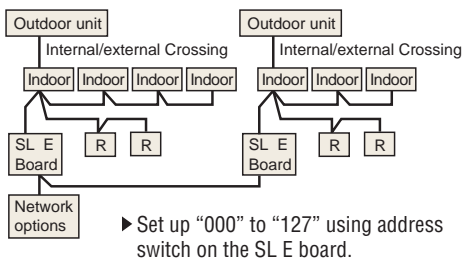 Outdoor unit
Outdoor unit
Internal/external Crossing
Internal/external Crossing
Indoor Indoor Indoor Indoor
Indoor Indoor Indoor
SL E
Board
R R
SL E
Board
R R
Network
options
▶ Set up “000” to “127” using address
switch on the SL E board.